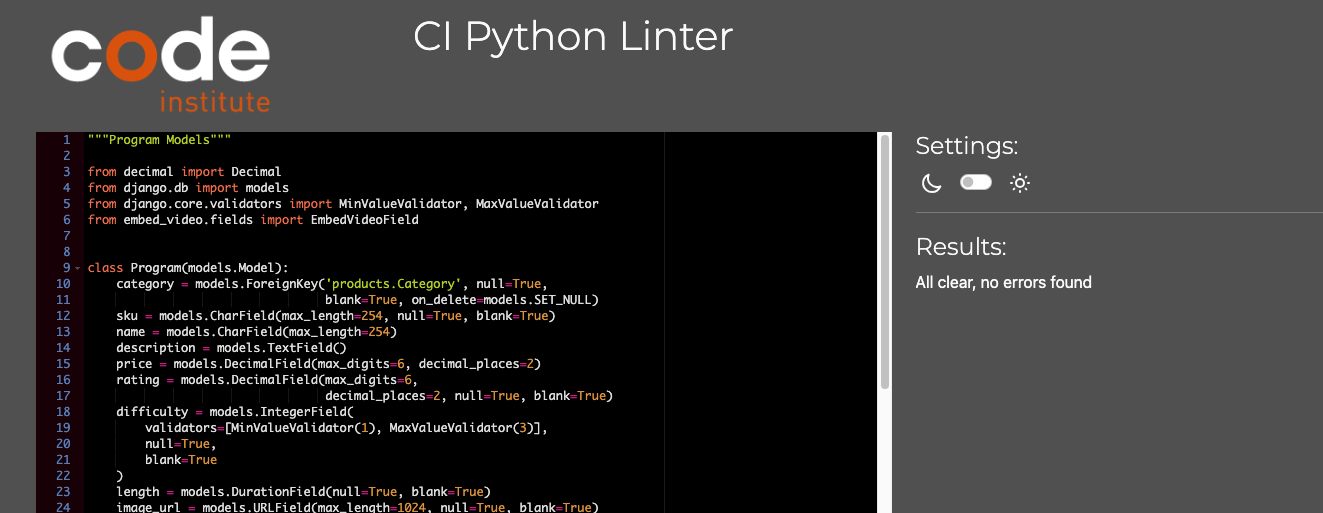 code
institute
CI Python Linter
1 """Program Models"""
2
3 from decimal import Decimal
4 from django.db import models
5 from django.core.validators import MinValueValidator, MaxValueValidator
6 from embed_video.fields import EmbedVideoField
7
8
9 class Program(models.Model):
10 category = models.ForeignKey('products.Category', null=True,
11 blank=True, on_delete=models.SET_NULL)
12 sku = models.CharField(max_length=254, null=True, blank=True)
13 name = models.CharField(max_length=254)
14 description = models.TextField()
15 price = models.DecimalField(max_digits=6, decimal_places=2)
16 rating = models.DecimalField(max_digits=6,
17 decimal_places=2, null=True, blank=True)
18 difficulty = models.IntegerField(
19 validators=[MinValueValidator(1), MaxValueValidator(3)],
20 null=True,
21 blank=True
22 )
23 length = models.DurationField(null=True, blank=True)
24 image_url = models.URLField(max_length=1024, null=True, blank=True)
Settings:
Results:
All clear, no errors found